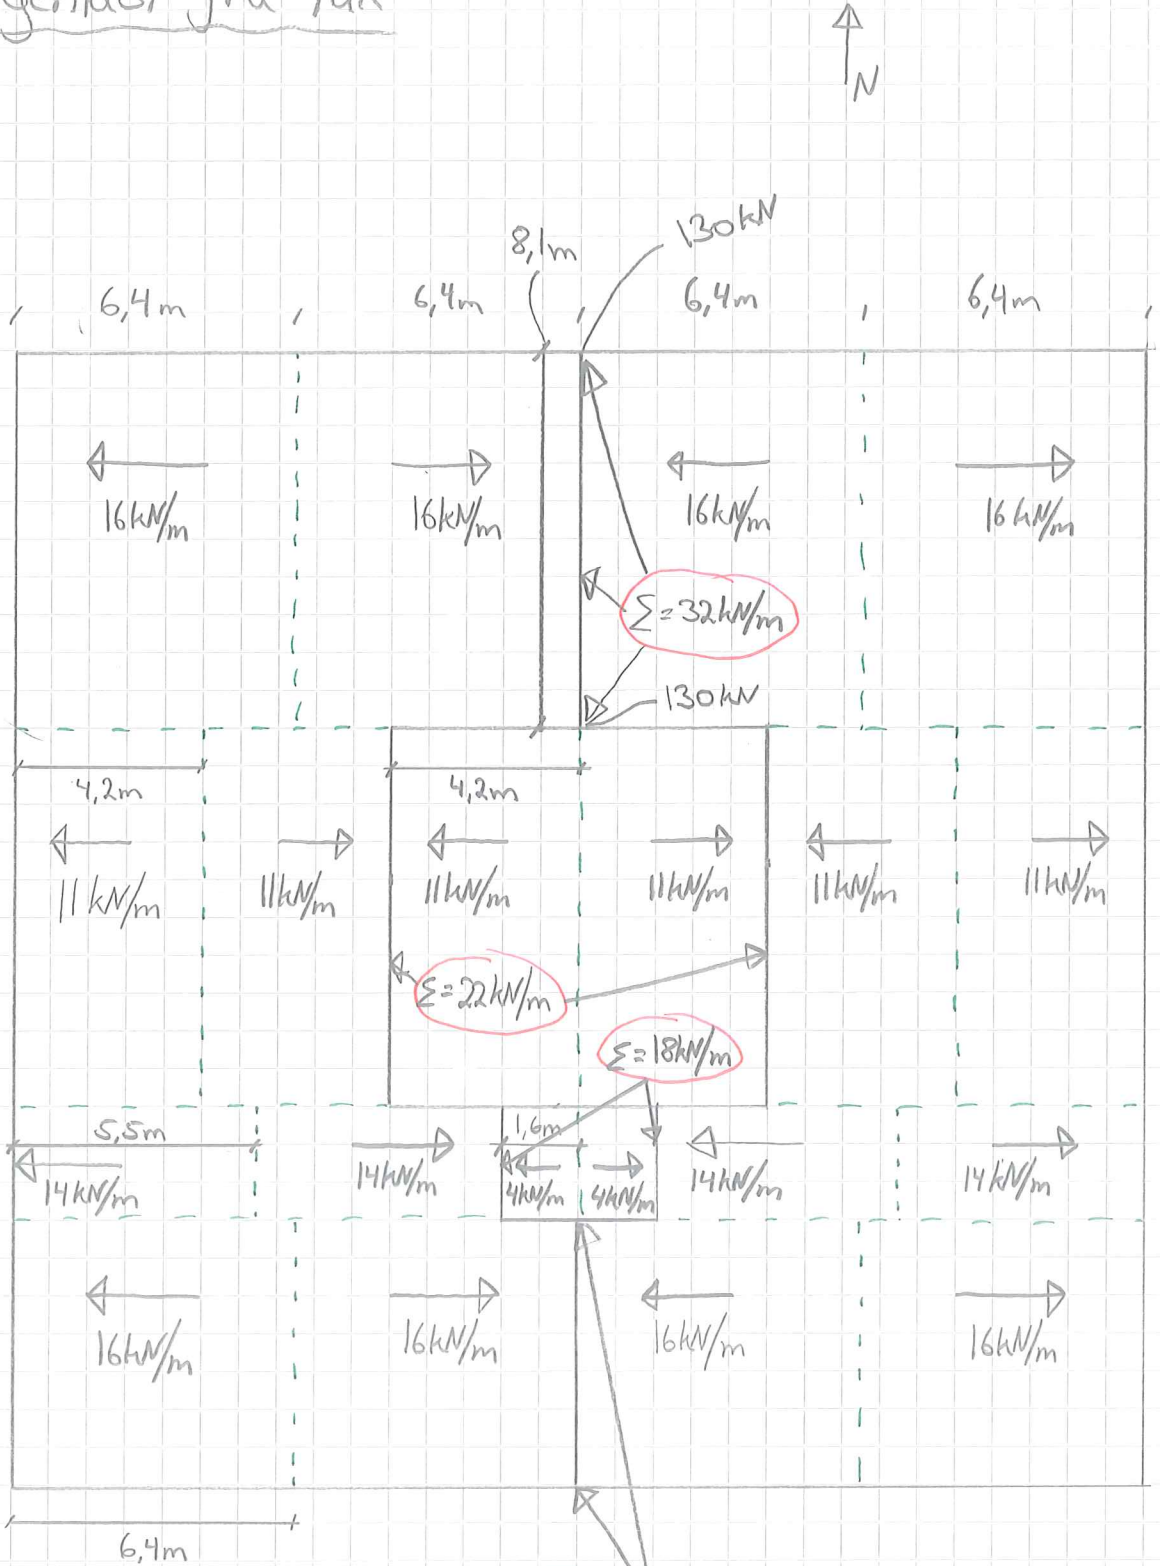 N
130kN
8,1m
6,4m 6,4m 6,4m 6,4m
16kN/m 16kN/m 16kN/m 16kN/m
Σ=32kN/m
130kN
4,2m 4,2m
11kN/m 11kN/m 11kN/m 11kN/m 11kN/m 11kN/m
Σ=22kN/m
Σ=18kN/m
5,5m 1,6m
14kN/m 14kN/m 4kN/m 4kN/m 14kN/m 14kN/m
16kN/m 16kN/m 16kN/m 16kN/m
6,4m